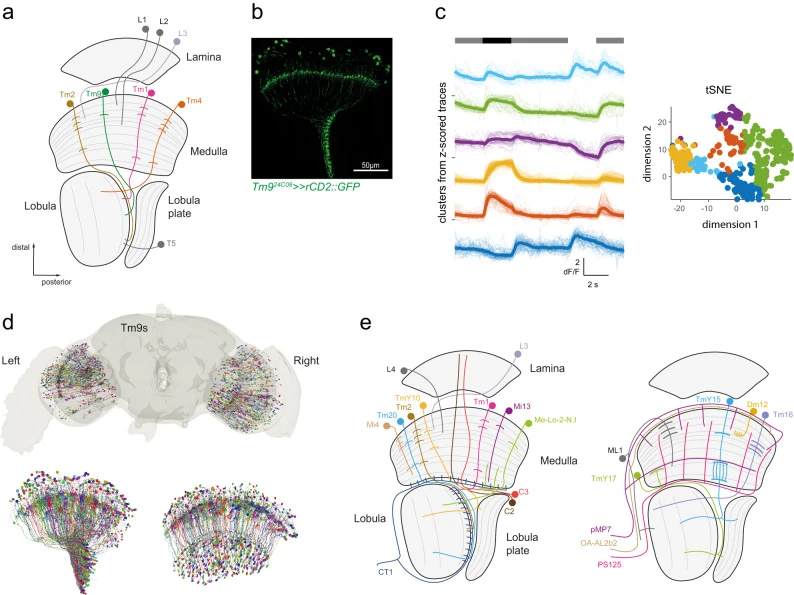 a
L1
L2
L3
Lamina
Tm2
Tm9
Tm1
Tm4
Medulla
Lobula
Lobula
plate
T5
distal
posterior
b
50μm
Tm9²⁴ᶜ⁰⁸>>rCD2::GFP
c
clusters from z-scored traces
2
dF/F
2 s
tSNE
dimension 2
20
10
0
-20
-10
0
10
dimension 1
d
Tm9s
Left
Right
e
L3
L4
Lamina
TmY10
Tm2
Tm20
Mi4
Tm1
Mi13
Me-Lo-2-N.I
Medulla
C3
C2
Lobula
Lobula
plate
CT1
TmY15
Dm12
Tm16
ML1
TmY17
pMP7
OA-AL2b2
PS125